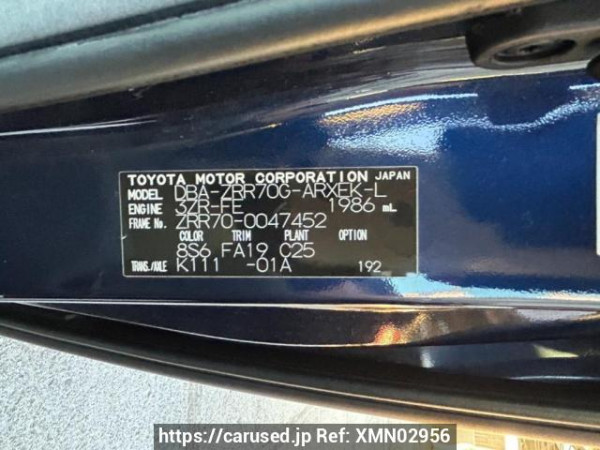 TOYOTA MOTOR CORPORATION JAPAN
MODEL DBA-ZRR70G-ARXEK-L
ENGINE 3ZR-FE 1986 mL
FRAME No. ZRR70-0047452
COLOR TRIM PLANT OPTION
8S6 FA19 C25
TRANS./AXLE K111 -01A 192
https://carused.jp Ref: XMN02956